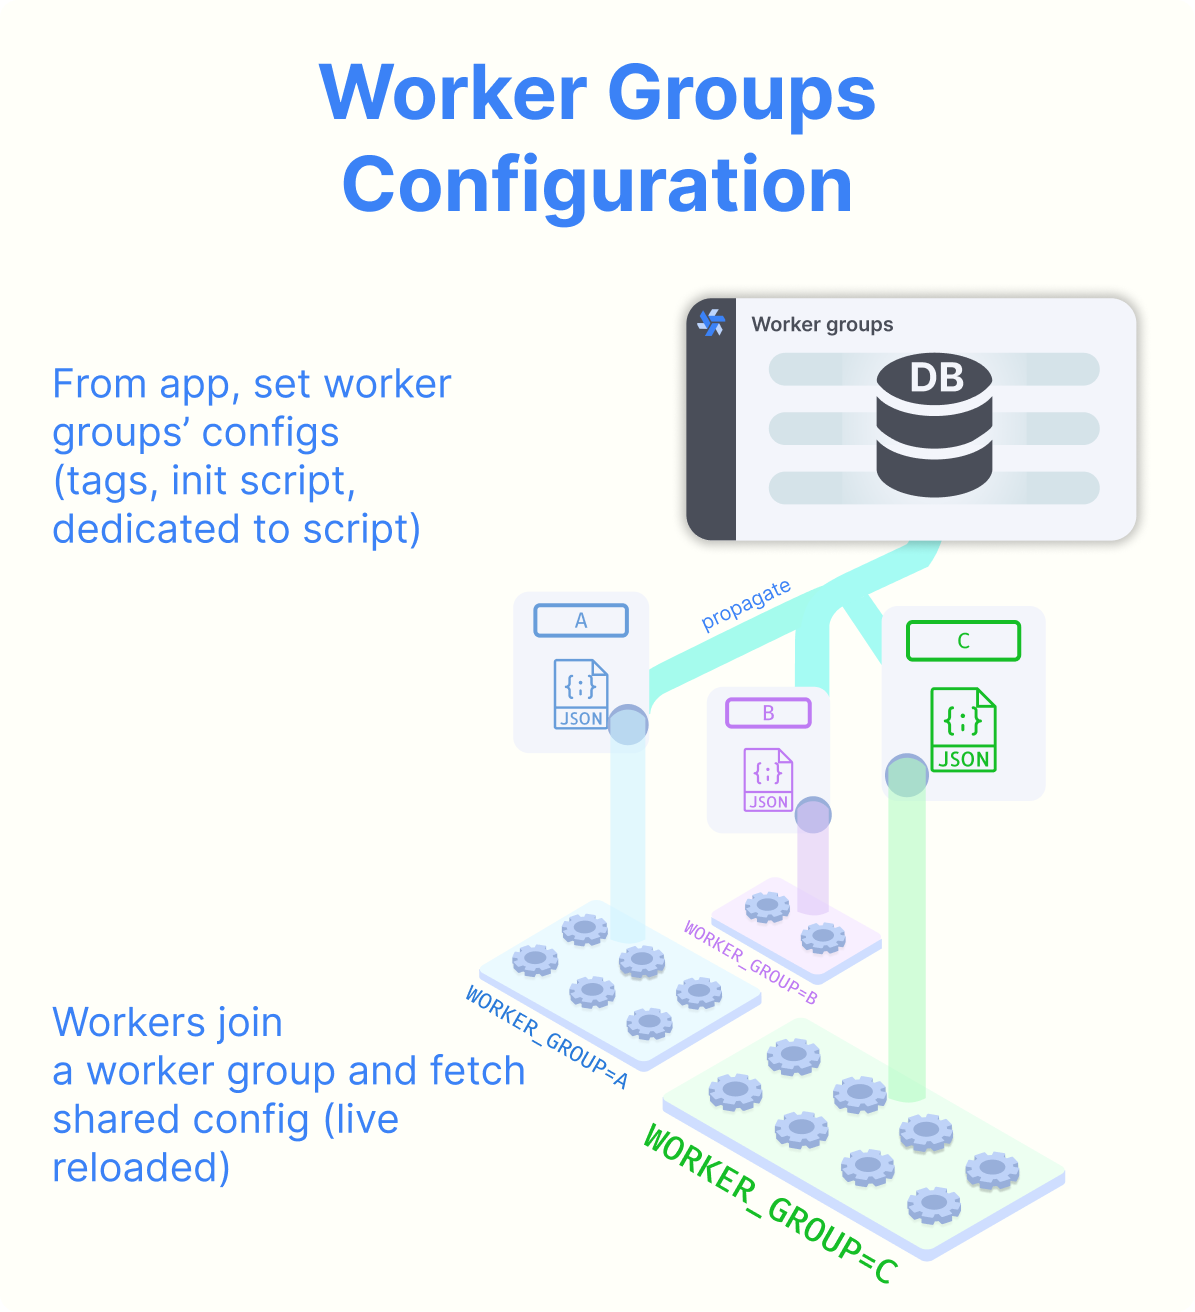 Worker Groups
Configuration
Worker groups
DB
From app, set worker
groups’ configs
(tags, init script,
dedicated to script)
propagate
A
{;}
JSON
B
{;}
JSON
C
{;}
JSON
WORKER_GROUP=A
WORKER_GROUP=B
WORKER_GROUP=C
Workers join
a worker group and fetch
shared config (live
reloaded)